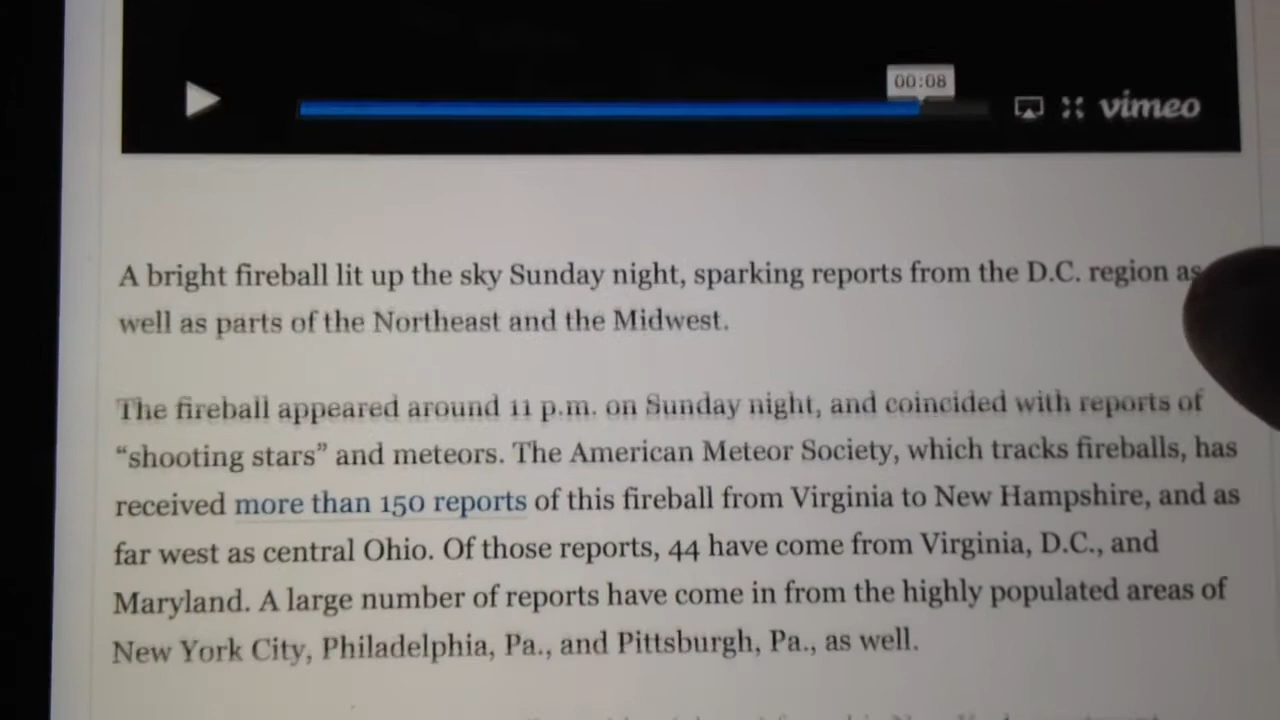 00:08
vimeo
A bright fireball lit up the sky Sunday night, sparking reports from the D.C. region as
well as parts of the Northeast and the Midwest.
The fireball appeared around 11 p.m. on Sunday night, and coincided with reports of
“shooting stars” and meteors. The American Meteor Society, which tracks fireballs, has
received more than 150 reports of this fireball from Virginia to New Hampshire, and as
far west as central Ohio. Of those reports, 44 have come from Virginia, D.C., and
Maryland. A large number of reports have come in from the highly populated areas of
New York City, Philadelphia, Pa., and Pittsburgh, Pa., as well.